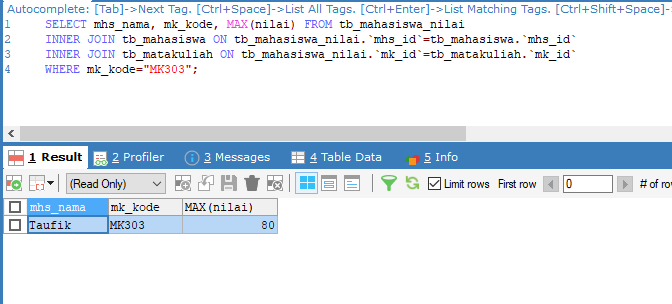 Autocomplete: [Tab]->Next Tag. [Ctrl+Space]->List All Tags. [Ctrl+Enter]->List Matching Tags. [Ctrl+Shift+Space]->
1 SELECT mhs_nama, mk_kode, MAX(nilai) FROM tb_mahasiswa_nilai
2 INNER JOIN tb_mahasiswa ON tb_mahasiswa_nilai.`mhs_id`=tb_mahasiswa.`mhs_id`
3 INNER JOIN tb_matakuliah ON tb_mahasiswa_nilai.`mk_id`=tb_matakuliah.`mk_id`
4 WHERE mk_kode="MK303";
1 Result 2 Profiler 3 Messages 4 Table Data 5 Info
(Read Only) Limit rows First row 0 # of row
mhs_nama mk_kode MAX(nilai)
Taufik MK303 80